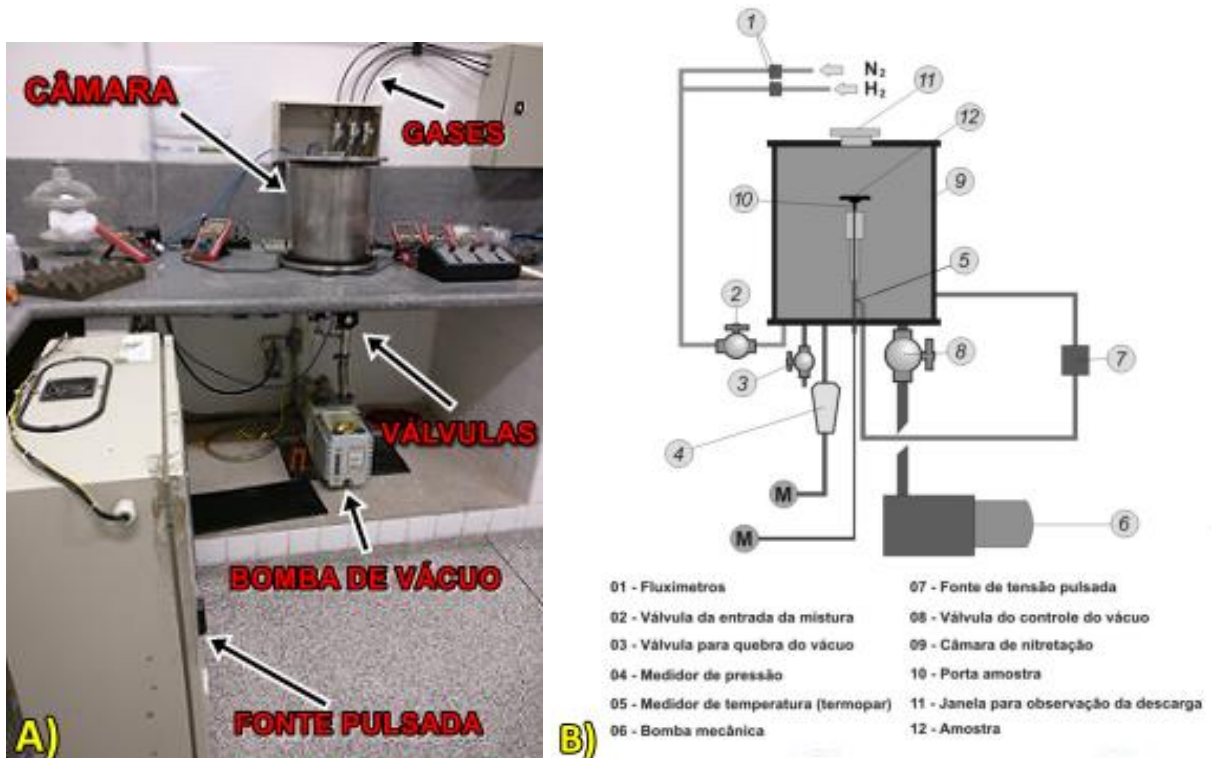 CÂMARA
GASES
VÁLVULAS
BOMBA DE VÁCUO
FONTE PULSADA
A)
1
N₂
H₂
11
12
10
9
5
2
3
8
7
4
M
M
6
01 - Fluximetros
02 - Válvula da entrada da mistura
03 - Válvula para quebra do vácuo
04 - Medidor de pressão
05 - Medidor de temperatura (termopar)
06 - Bomba mecânica
07 - Fonte de tensão pulsada
08 - Válvula do controle do vácuo
09 - Câmara de nitretação
10 - Porta amostra
11 - Janela para observação da descarga
12 - Amostra
B)